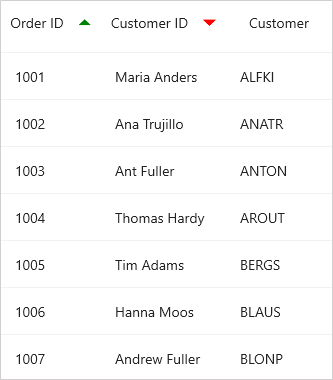 Order ID Customer ID Customer
1001 Maria Anders ALFKI
1002 Ana Trujillo ANATR
1003 Ant Fuller ANTON
1004 Thomas Hardy AROUT
1005 Tim Adams BERGS
1006 Hanna Moos BLAUS
1007 Andrew Fuller BLONP